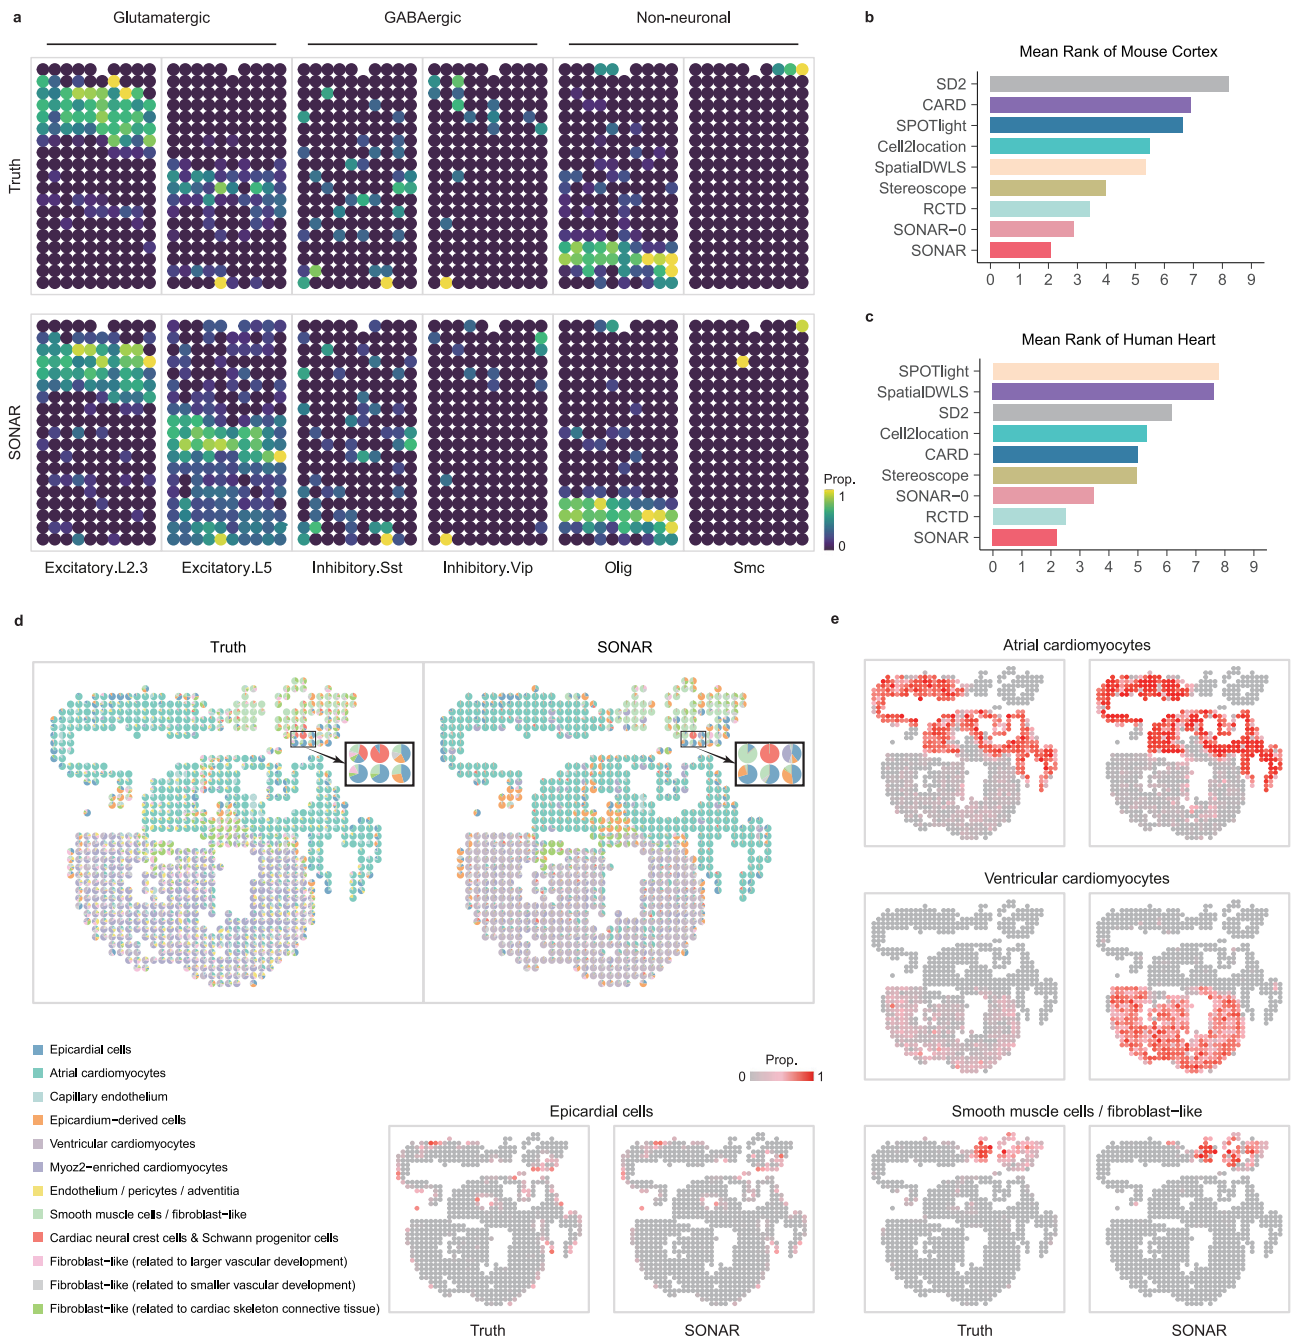 a
Glutamatergic
GABAergic
Non-neuronal
Truth
SONAR
Prop.
1
0
Excitatory.L2.3
Excitatory.L5
Inhibitory.Sst
Inhibitory.Vip
Olig
Smc
b
Mean Rank of Mouse Cortex
SD2
CARD
SPOTlight
Cell2location
SpatialDWLS
Stereoscope
RCTD
SONAR-0
SONAR
0 1 2 3 4 5 6 7 8 9
c
Mean Rank of Human Heart
SPOTlight
SpatialDWLS
SD2
Cell2location
CARD
Stereoscope
SONAR-0
RCTD
SONAR
0 1 2 3 4 5 6 7 8 9
d
Truth
SONAR
Epicardial cells
Atrial cardiomyocytes
Capillary endothelium
Epicardium-derived cells
Ventricular cardiomyocytes
Myoz2-enriched cardiomyocytes
Endothelium / pericytes / adventitia
Smooth muscle cells / fibroblast-like
Cardiac neural crest cells & Schwann progenitor cells
Fibroblast-like (related to larger vascular development)
Fibroblast-like (related to smaller vascular development)
Fibroblast-like (related to cardiac skeleton connective tissue)
e
Atrial cardiomyocytes
Ventricular cardiomyocytes
Prop.
0 1
Epicardial cells
Smooth muscle cells / fibroblast-like
Truth
SONAR
Truth
SONAR